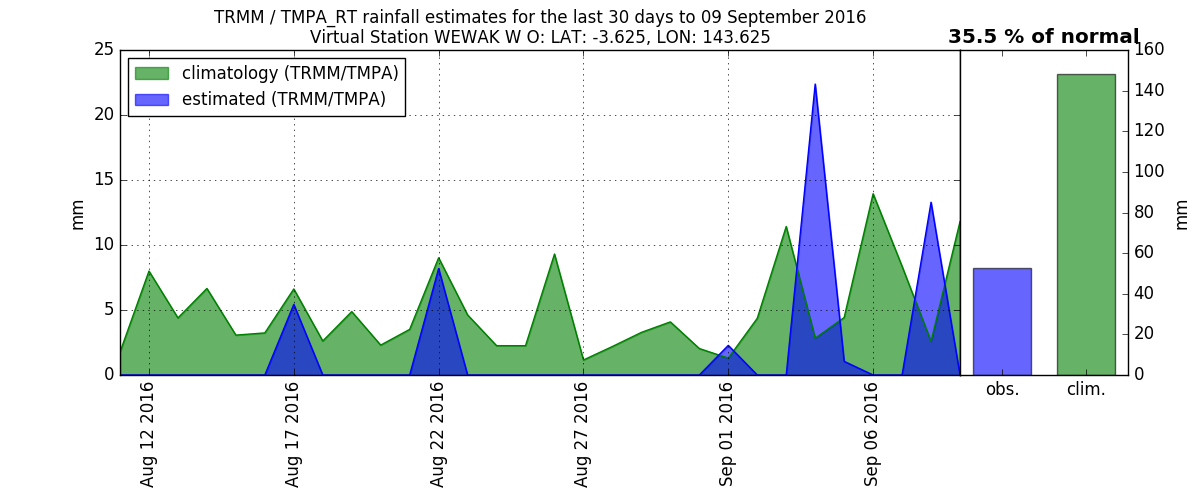 TRMM / TMPA_RT rainfall estimates for the last 30 days to 09 September 2016
Virtual Station WEWAK W O: LAT: -3.625, LON: 143.625
35.5 % of normal
climatology (TRMM/TMPA)
estimated (TRMM/TMPA)
25
20
15
10
5
0
mm
Aug 12 2016
Aug 17 2016
Aug 22 2016
Aug 27 2016
Sep 01 2016
Sep 06 2016
obs.
clim.
160
140
120
100
80
60
40
20
0
mm